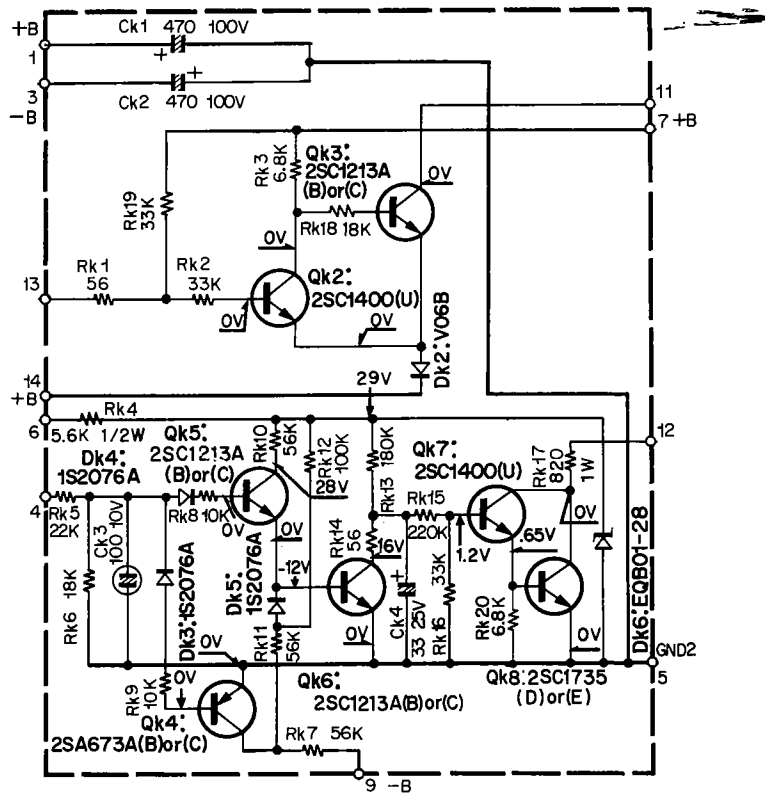 +B
Ck1 470 100V
+
1
3
+
Ck2 470 100V
-B
11
7 +B
Qk3:
2SC1213A
(B)or(C)
Rk3
6.8K
0V
Rk19
33K
Rk18 18K
0V
Rk1
56
Rk2
33K
Qk2:
2SC1400(U)
13
0V
0V
Dk2:V06B
14
+B
29V
6
Rk4
5.6K 1/2W
Qk5:
2SC1213A
(B)or(C)
Rk10
56K
Rk12
100K
180K
Rk13
Qk7:
2SC1400(U)
Rk17
820
1W
12
Dk4:
1S2076A
28V
4
Rk5
22K
Rk8 10K
0V
0V
Rk15
220K
0V
Ck3
100 10V
Rk14
56
16V
1.2V
.65V
-12V
Rk6
18K
Dk3:1S2076A
Dk5:
1S2076A
+
Ck4
33 25V
33K
Rk16
Rk20
6.8K
Dk6:EQB01-28
0V
Rk11
56K
0V
0V
GND2
5
Rk9
10K
0V
Qk4:
2SA673A(B)or(C)
Qk6:
2SC1213A(B)or(C)
Qk8:2SC1735
(D)or(E)
Rk7 56K
9 -B